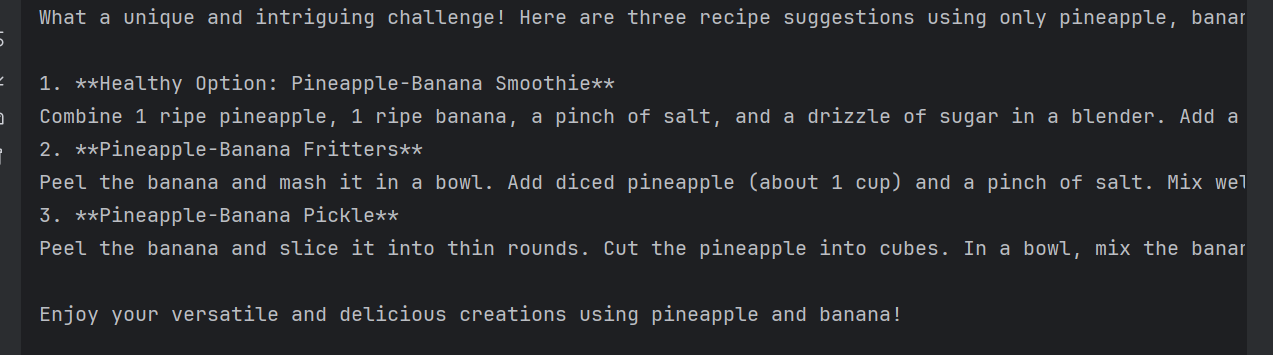 What a unique and intriguing challenge! Here are three recipe suggestions using only pineapple,
1. **Healthy Option: Pineapple-Banana Smoothie**
Combine 1 ripe pineapple, 1 ripe banana, a pinch of salt, and a drizzle of sugar in a blender. Add a
2. **Pineapple-Banana Fritters**
Peel the banana and mash it in a bowl. Add diced pineapple (about 1 cup) and a pinch of salt. Mix
3. **Pineapple-Banana Pickle**
Peel the banana and slice it into thin rounds. Cut the pineapple into cubes. In a bowl, mix the
Enjoy your versatile and delicious creations using pineapple and banana!